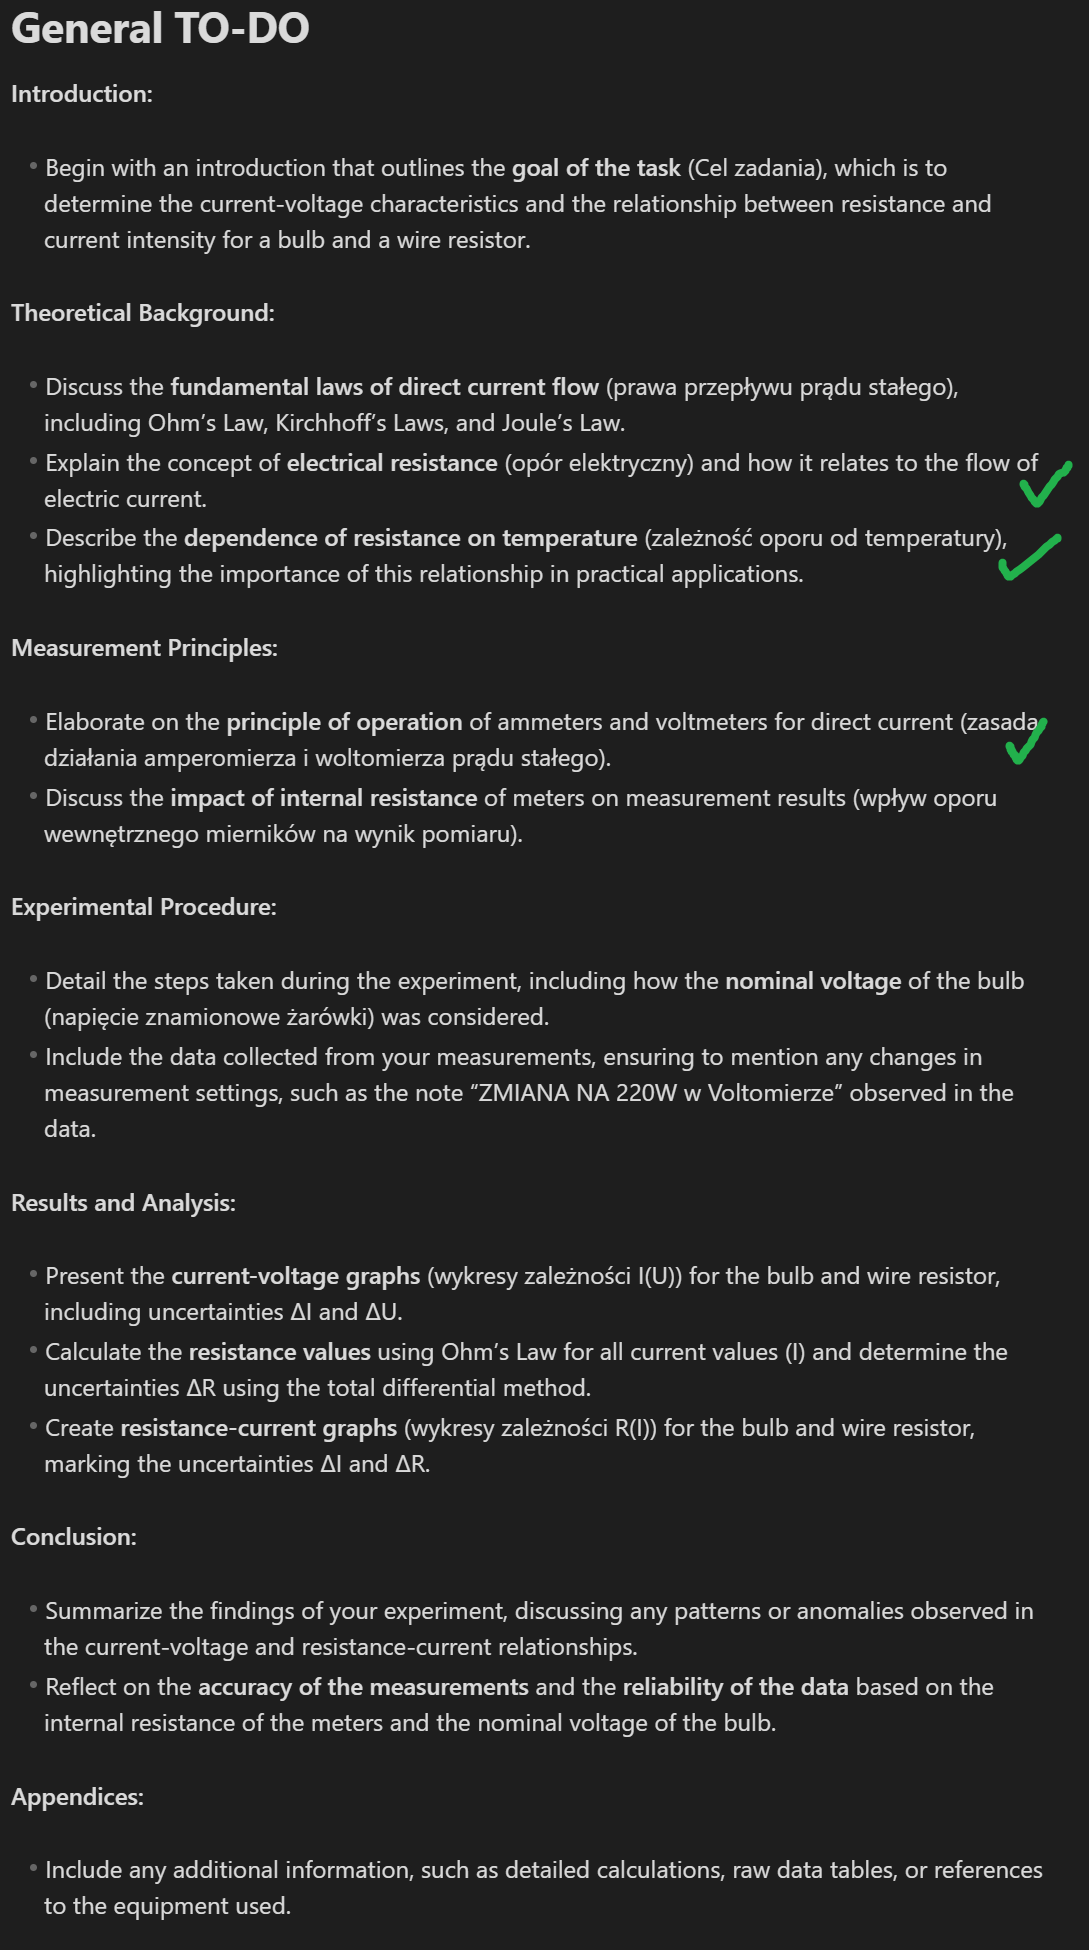 General TO-DO
Introduction:
• Begin with an introduction that outlines the goal of the task (Cel zadania), which is to
determine the current-voltage characteristics and the relationship between resistance and
current intensity for a bulb and a wire resistor.
Theoretical Background:
• Discuss the fundamental laws of direct current flow (prawa przepływu prądu stałego),
including Ohm’s Law, Kirchhoff’s Laws, and Joule’s Law.
• Explain the concept of electrical resistance (opór elektryczny) and how it relates to the flow of
electric current.
• Describe the dependence of resistance on temperature (zależność oporu od temperatury),
highlighting the importance of this relationship in practical applications.
Measurement Principles:
• Elaborate on the principle of operation of ammeters and voltmeters for direct current (zasada
działania amperomierza i woltomierza prądu stałego).
• Discuss the impact of internal resistance of meters on measurement results (wpływ oporu
wewnętrznego mierników na wynik pomiaru).
Experimental Procedure:
• Detail the steps taken during the experiment, including how the nominal voltage of the bulb
(napięcie znamionowe żarówki) was considered.
• Include the data collected from your measurements, ensuring to mention any changes in
measurement settings, such as the note “ZMIANA NA 220W w Voltomierze” observed in the
data.
Results and Analysis:
• Present the current-voltage graphs (wykresy zależności I(U)) for the bulb and wire resistor,
including uncertainties ΔI and ΔU.
• Calculate the resistance values using Ohm’s Law for all current values (I) and determine the
uncertainties ΔR using the total differential method.
• Create resistance-current graphs (wykresy zależności R(I)) for the bulb and wire resistor,
marking the uncertainties ΔI and ΔR.
Conclusion:
• Summarize the findings of your experiment, discussing any patterns or anomalies observed in
the current-voltage and resistance-current relationships.
• Reflect on the accuracy of the measurements and the reliability of the data based on the
internal resistance of the meters and the nominal voltage of the bulb.
Appendices:
• Include any additional information, such as detailed calculations, raw data tables, or references
to the equipment used.